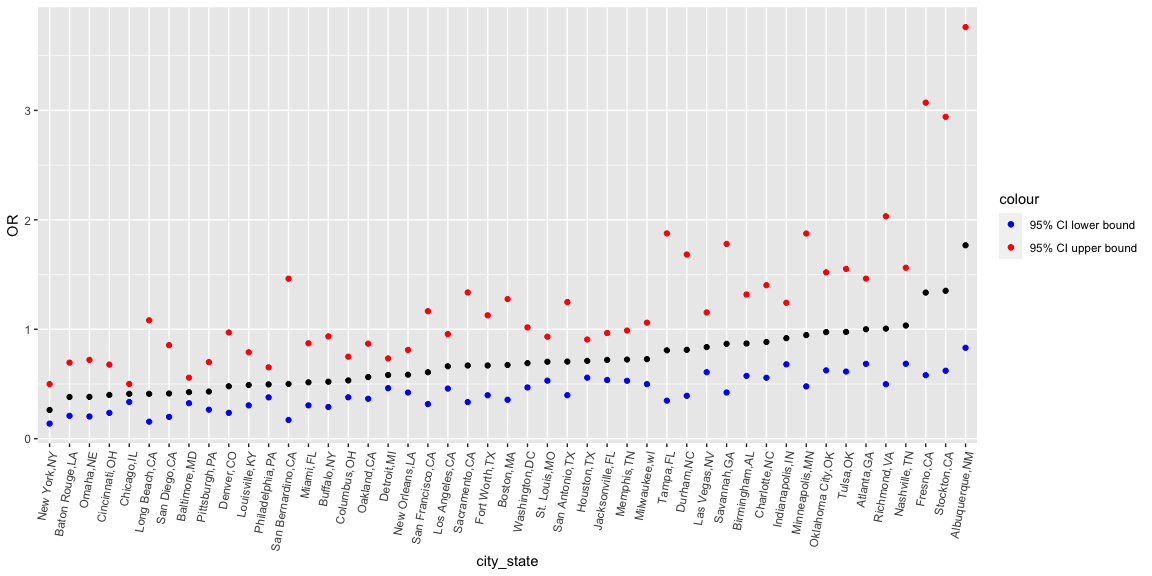 OR
3
2
1
0
New York,NY
Baton Rouge,LA
Omaha,NE
Cincinnati,OH
Chicago,IL
Long Beach,CA
San Diego,CA
Baltimore,MD
Pittsburgh,PA
Denver,CO
Louisville,KY
Philadelphia,PA
San Bernardino,CA
Miami,FL
Buffalo,NY
Columbus,OH
Oakland,CA
Detroit,MI
New Orleans,LA
San Francisco,CA
Los Angeles,CA
Sacramento,CA
Fort Worth,TX
Boston,MA
Washington,DC
St. Louis,MO
San Antonio,TX
Houston,TX
Jacksonville,FL
Memphis,TN
Milwaukee,wI
Tampa,FL
Durham,NC
Las Vegas,NV
Savannah,GA
Birmingham,AL
Charlotte,NC
Indianapolis,IN
Minneapolis,MN
Oklahoma City,OK
Tulsa,OK
Atlanta,GA
Richmond,VA
Nashville,TN
Fresno,CA
Stockton,CA
Albuquerque,NM
city_state
colour
95% CI lower bound
95% CI upper bound